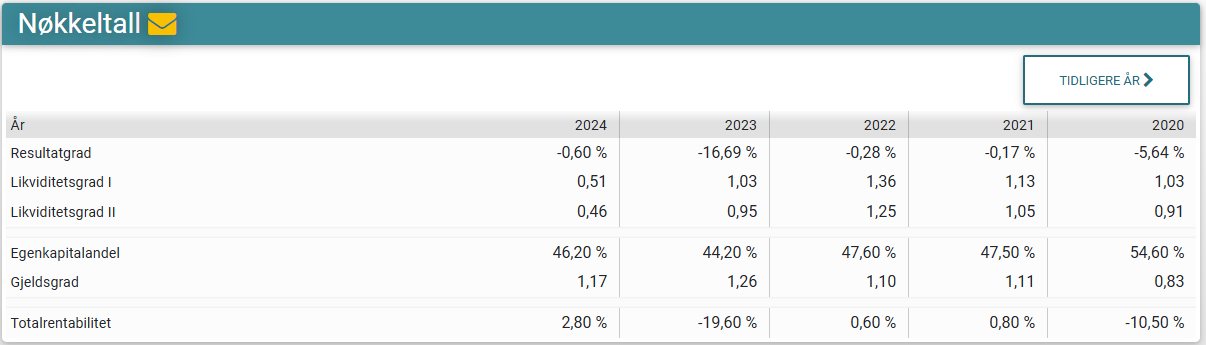 Nøkkeltall
TIDLIGERE ÅR
År 2024 2023 2022 2021 2020
Resultatgrad -0,60 % -16,69 % -0,28 % -0,17 % -5,64 %
Likviditetsgrad I 0,51 1,03 1,36 1,13 1,03
Likviditetsgrad II 0,46 0,95 1,25 1,05 0,91
Egenkapitalandel 46,20 % 44,20 % 47,60 % 47,50 % 54,60 %
Gjeldsgrad 1,17 1,26 1,10 1,11 0,83
Totalrentabilitet 2,80 % -19,60 % 0,60 % 0,80 % -10,50 %